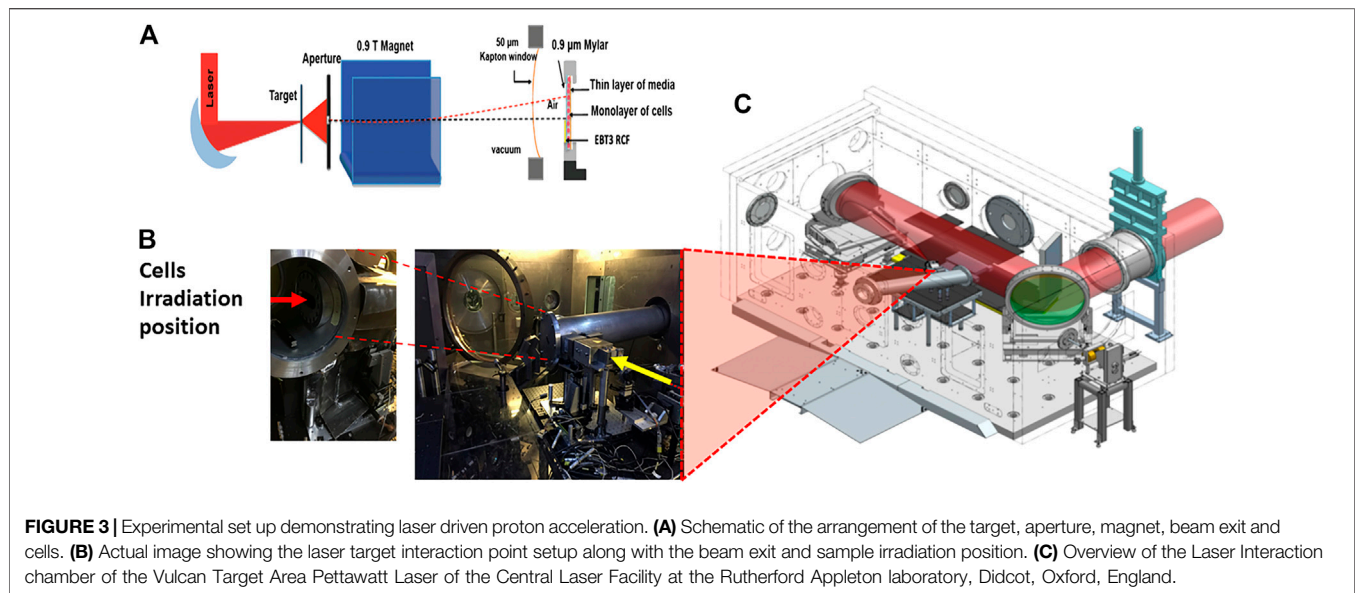 A
Laser
Target
Aperture
0.9 T Magnet
50 µm
Kapton window
0.9 µm Mylar
Thin layer of media
Air
Monolayer of cells
EBT3 RCF
vacuum
B
Cells
Irradiation
position
C
FIGURE 3 | Experimental set up demonstrating laser driven proton acceleration. (A) Schematic of the arrangement of the target, aperture, magnet, beam exit and
cells. (B) Actual image showing the laser target interaction point setup along with the beam exit and sample irradiation position. (C) Overview of the Laser Interaction
chamber of the Vulcan Target Area Pettawatt Laser of the Central Laser Facility at the Rutherford Appleton laboratory, Didcot, Oxford, England.